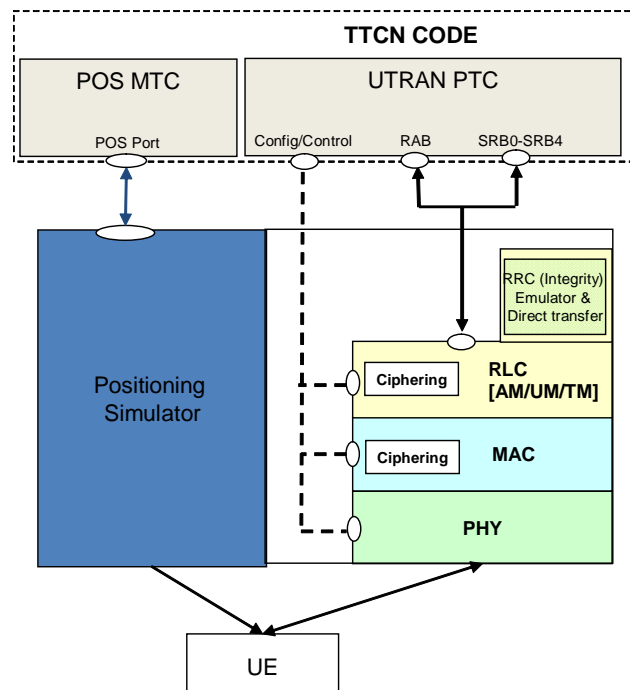 TTCN CODE
POS MTC
UTRAN PTC
POS Port
Config/Control
RAB
SRB0-SRB4
RRC (Integrity)
Emulator &
Direct transfer
Positioning
Simulator
Ciphering
RLC
[AM/UM/TM]
Ciphering
MAC
PHY
UE